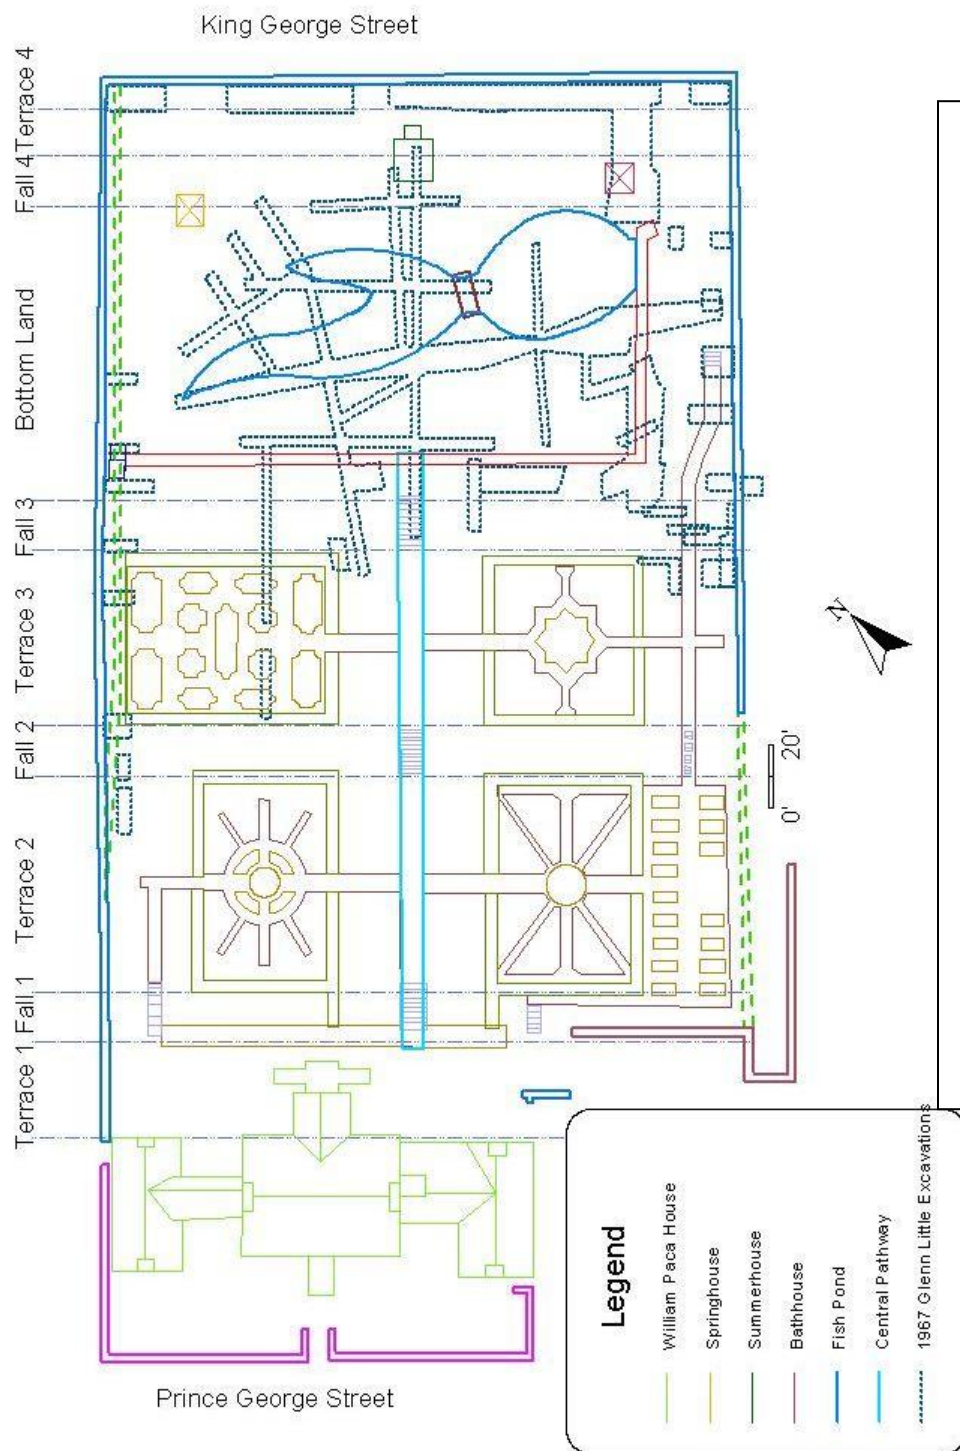 King George Street
Terrace 4
Fall 4
Bottom Land
Fall 3
Terrace 3
Fall 2
Terrace 2
Fall 1
Terrace 1
N
0' 20'
Prince George Street
Legend
William Paca House
Springhouse
Summerhouse
Bathhouse
Fish Pond
Central Pathway
1967 Glenn Little Excavations